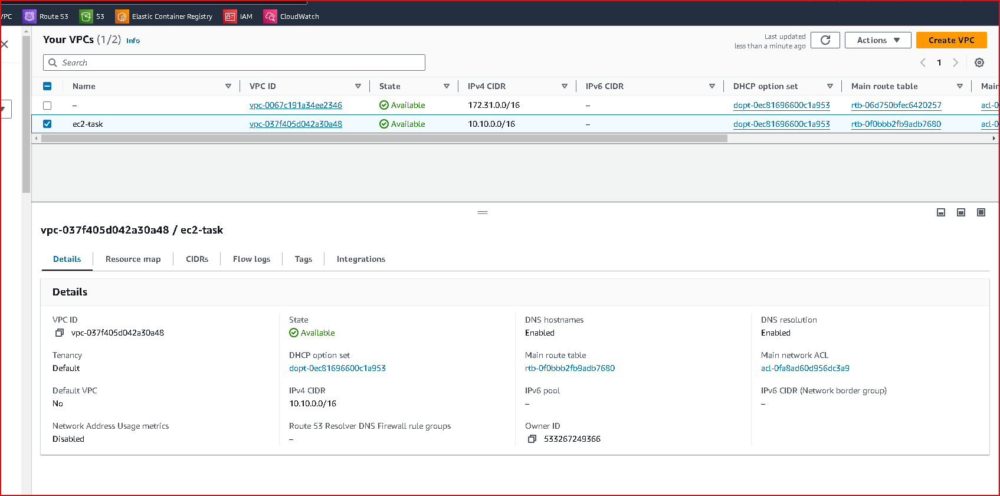 VPC Route 53 S3 Elastic Container Registry IAM CloudWatch
Your VPCs (1/2) Info
Last updated
less than a minute ago
Actions
Create VPC
Search
1
Name VPC ID State IPv4 CIDR IPv6 CIDR DHCP option set Main route table Main
– vpc-0067c191a34ee2346 Available 172.31.0.0/16 – dopt-0ec81696600c1a953 rtb-06d750bfec6420257 acl-0
ec2-task vpc-037f405d042a30a48 Available 10.10.0.0/16 – dopt-0ec81696600c1a953 rtb-0f0bbb2fb9adb7680 acl-0
vpc-037f405d042a30a48 / ec2-task
Details Resource map CIDRs Flow logs Tags Integrations
Details
VPC ID
vpc-037f405d042a30a48
State
Available
DNS hostnames
Enabled
DNS resolution
Enabled
Tenancy
Default
DHCP option set
dopt-0ec81696600c1a953
Main route table
rtb-0f0bbb2fb9adb7680
Main network ACL
acl-0fa8ad60d956dc3a9
Default VPC
No
IPv4 CIDR
10.10.0.0/16
IPv6 pool
–
IPv6 CIDR (Network border group)
–
Network Address Usage metrics
Disabled
Route 53 Resolver DNS Firewall rule groups
–
Owner ID
533267249366